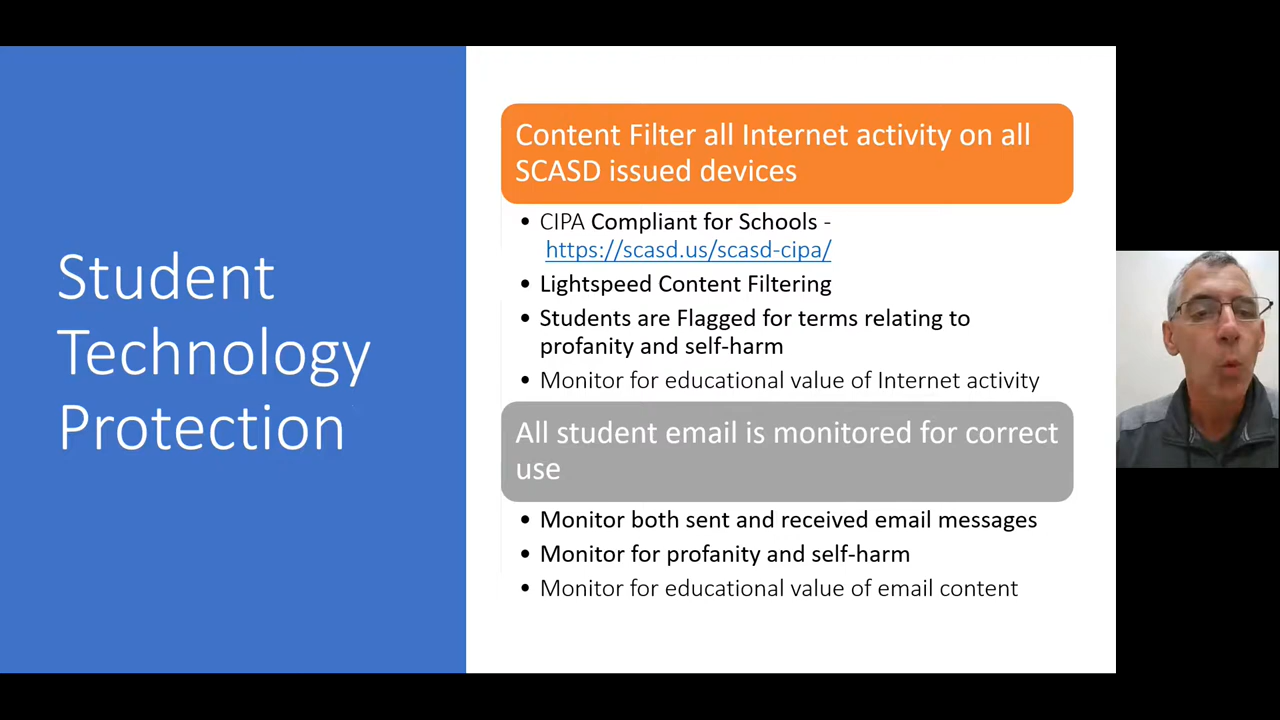 Student
Technology
Protection
Content Filter all Internet activity on all
SCASD issued devices
• CIPA Compliant for Schools -
https://scasd.us/scasd-cipa/
• Lightspeed Content Filtering
• Students are Flagged for terms relating to
profanity and self-harm
• Monitor for educational value of Internet activity
All student email is monitored for correct
use
• Monitor both sent and received email messages
• Monitor for profanity and self-harm
• Monitor for educational value of email content